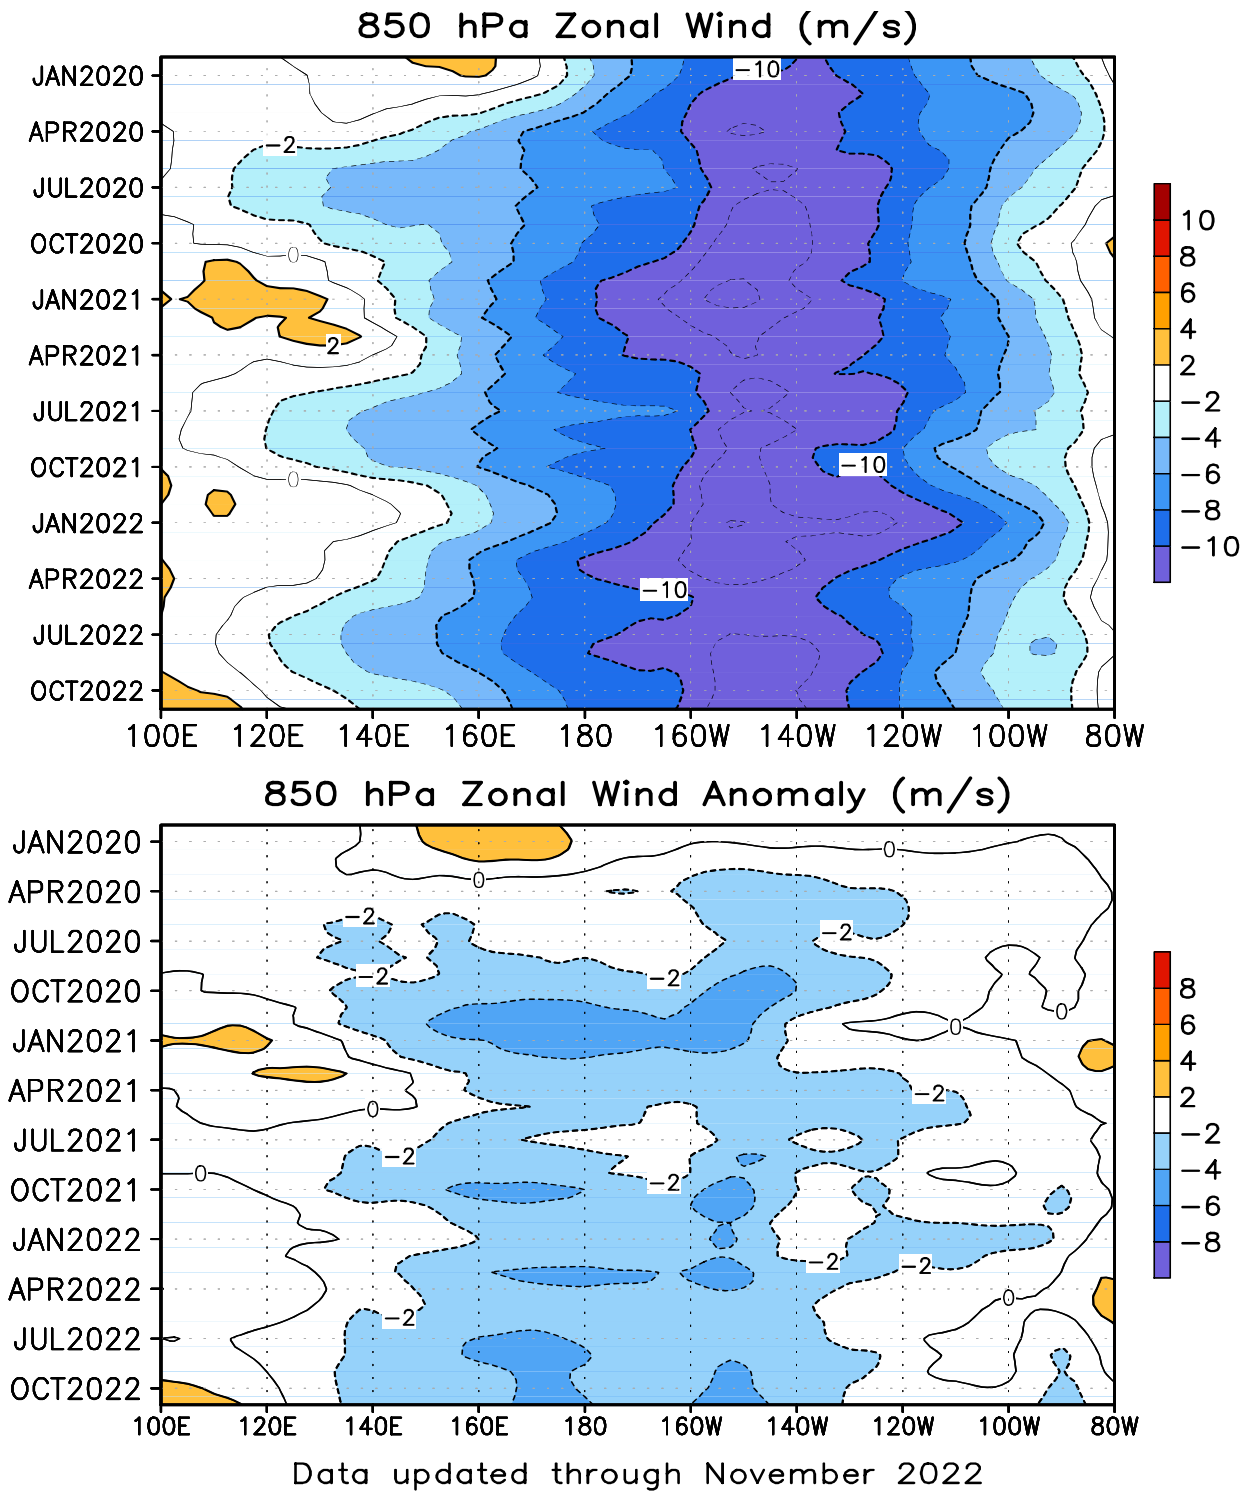 850 hPa Zonal Wind (m/s)
JAN2020
APR2020
JUL2020
OCT2020
JAN2021
APR2021
JUL2021
OCT2021
JAN2022
APR2022
JUL2022
OCT2022
-10
-2
0
2
-10
0
-10
100E 120E 140E 160E 180 160W 140W 120W 100W 80W
10
8
6
4
2
-2
-4
-6
-8
-10
850 hPa Zonal Wind Anomaly (m/s)
JAN2020
APR2020
JUL2020
OCT2020
JAN2021
APR2021
JUL2021
OCT2021
JAN2022
APR2022
JUL2022
OCT2022
0
0
-2
-2
-2
-2
0
0
-2
0
-2
0
-2
-2
-2
0
-2
100E 120E 140E 160E 180 160W 140W 120W 100W 80W
8
6
4
2
-2
-4
-6
-8
Data updated through November 2022